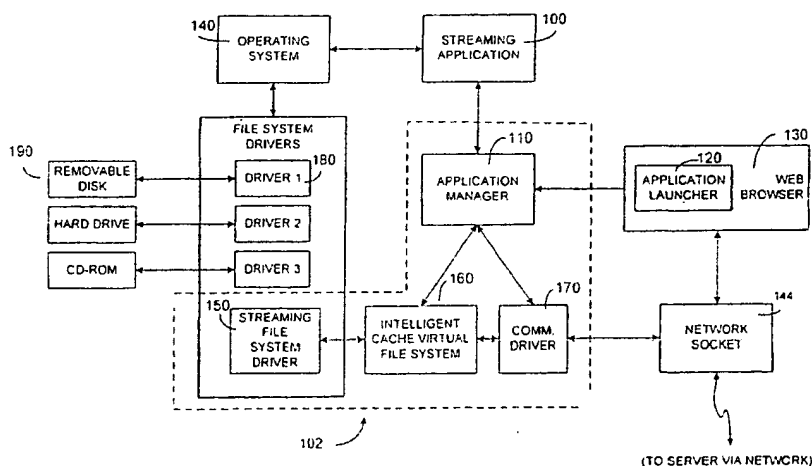 140
OPERATING
SYSTEM
100
STREAMING
APPLICATION
FILE SYSTEM
DRIVERS
190
REMOVABLE
DISK
DRIVER 1
180
HARD DRIVE
DRIVER 2
CD-ROM
DRIVER 3
110
APPLICATION
MANAGER
130
120
APPLICATION
LAUNCHER
WEB
BROWSER
150
STREAMING
FILE
SYSTEM
DRIVER
160
INTELLIGENT
CACHE VIRTUAL
FILE SYSTEM
170
COMM.
DRIVER
144
NETWORK
SOCKET
102
(TO SERVER VIA NETWORK)